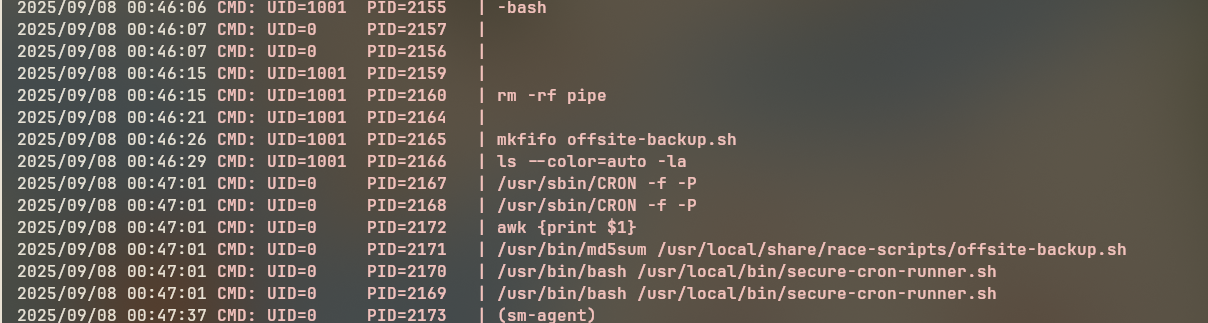 2025/09/08 00:46:06 CMD: UID=1001  PID=2155   | -bash
2025/09/08 00:46:07 CMD: UID=0     PID=2157   |
2025/09/08 00:46:07 CMD: UID=0     PID=2156   |
2025/09/08 00:46:15 CMD: UID=1001  PID=2159   |
2025/09/08 00:46:15 CMD: UID=1001  PID=2160   | rm -rf pipe
2025/09/08 00:46:21 CMD: UID=1001  PID=2164   |
2025/09/08 00:46:26 CMD: UID=1001  PID=2165   | mkfifo offsite-backup.sh
2025/09/08 00:46:29 CMD: UID=1001  PID=2166   | ls --color=auto -la
2025/09/08 00:47:01 CMD: UID=0     PID=2167   | /usr/sbin/CRON -f -P
2025/09/08 00:47:01 CMD: UID=0     PID=2168   | /usr/sbin/CRON -f -P
2025/09/08 00:47:01 CMD: UID=0     PID=2172   | awk {print $1}
2025/09/08 00:47:01 CMD: UID=0     PID=2171   | /usr/bin/md5sum /usr/local/share/race-scripts/offsite-backup.sh
2025/09/08 00:47:01 CMD: UID=0     PID=2170   | /usr/bin/bash /usr/local/bin/secure-cron-runner.sh
2025/09/08 00:47:01 CMD: UID=0     PID=2169   | /usr/bin/bash /usr/local/bin/secure-cron-runner.sh
2025/09/08 00:47:37 CMD: UID=0     PID=2173   | (sm-agent)